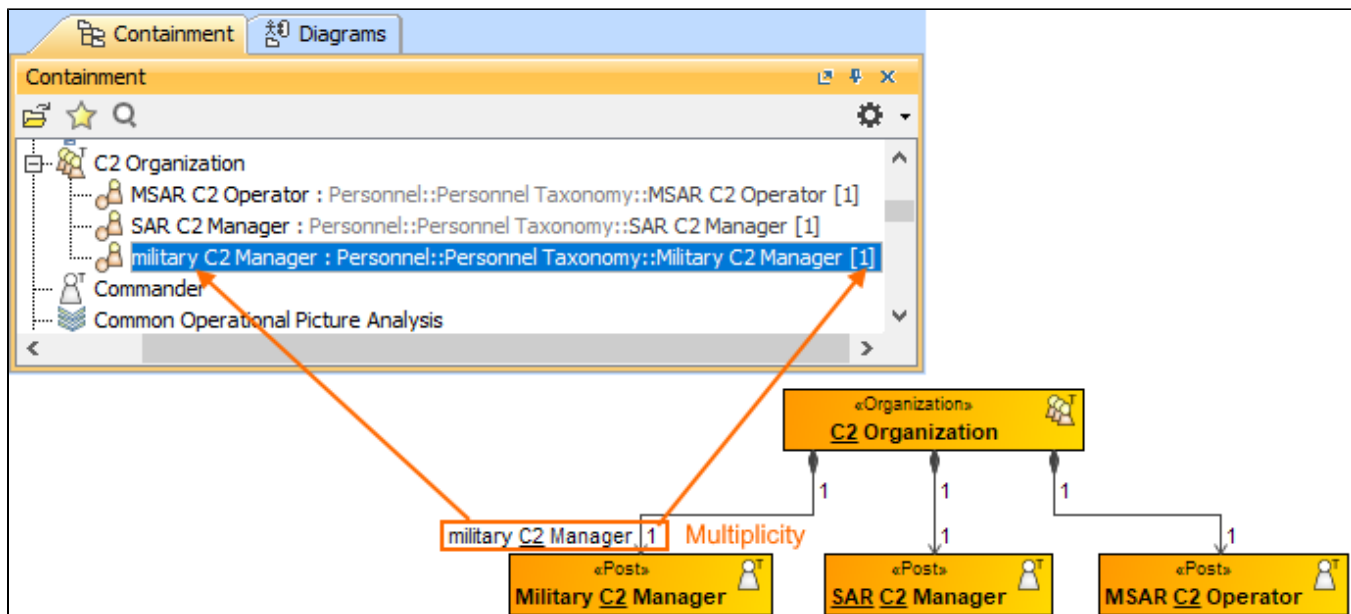 Containment Diagrams
Containment
C2 Organization
MSAR C2 Operator : Personnel::Personnel Taxonomy::MSAR C2 Operator [1]
SAR C2 Manager : Personnel::Personnel Taxonomy::SAR C2 Manager [1]
military C2 Manager : Personnel::Personnel Taxonomy::Military C2 Manager [1]
Commander
Common Operational Picture Analysis
«Organization»
C2 Organization
1 1 1
military C2 Manager 1 Multiplicity 1 1
«Post» «Post» «Post»
Military C2 Manager SAR C2 Manager MSAR C2 Operator